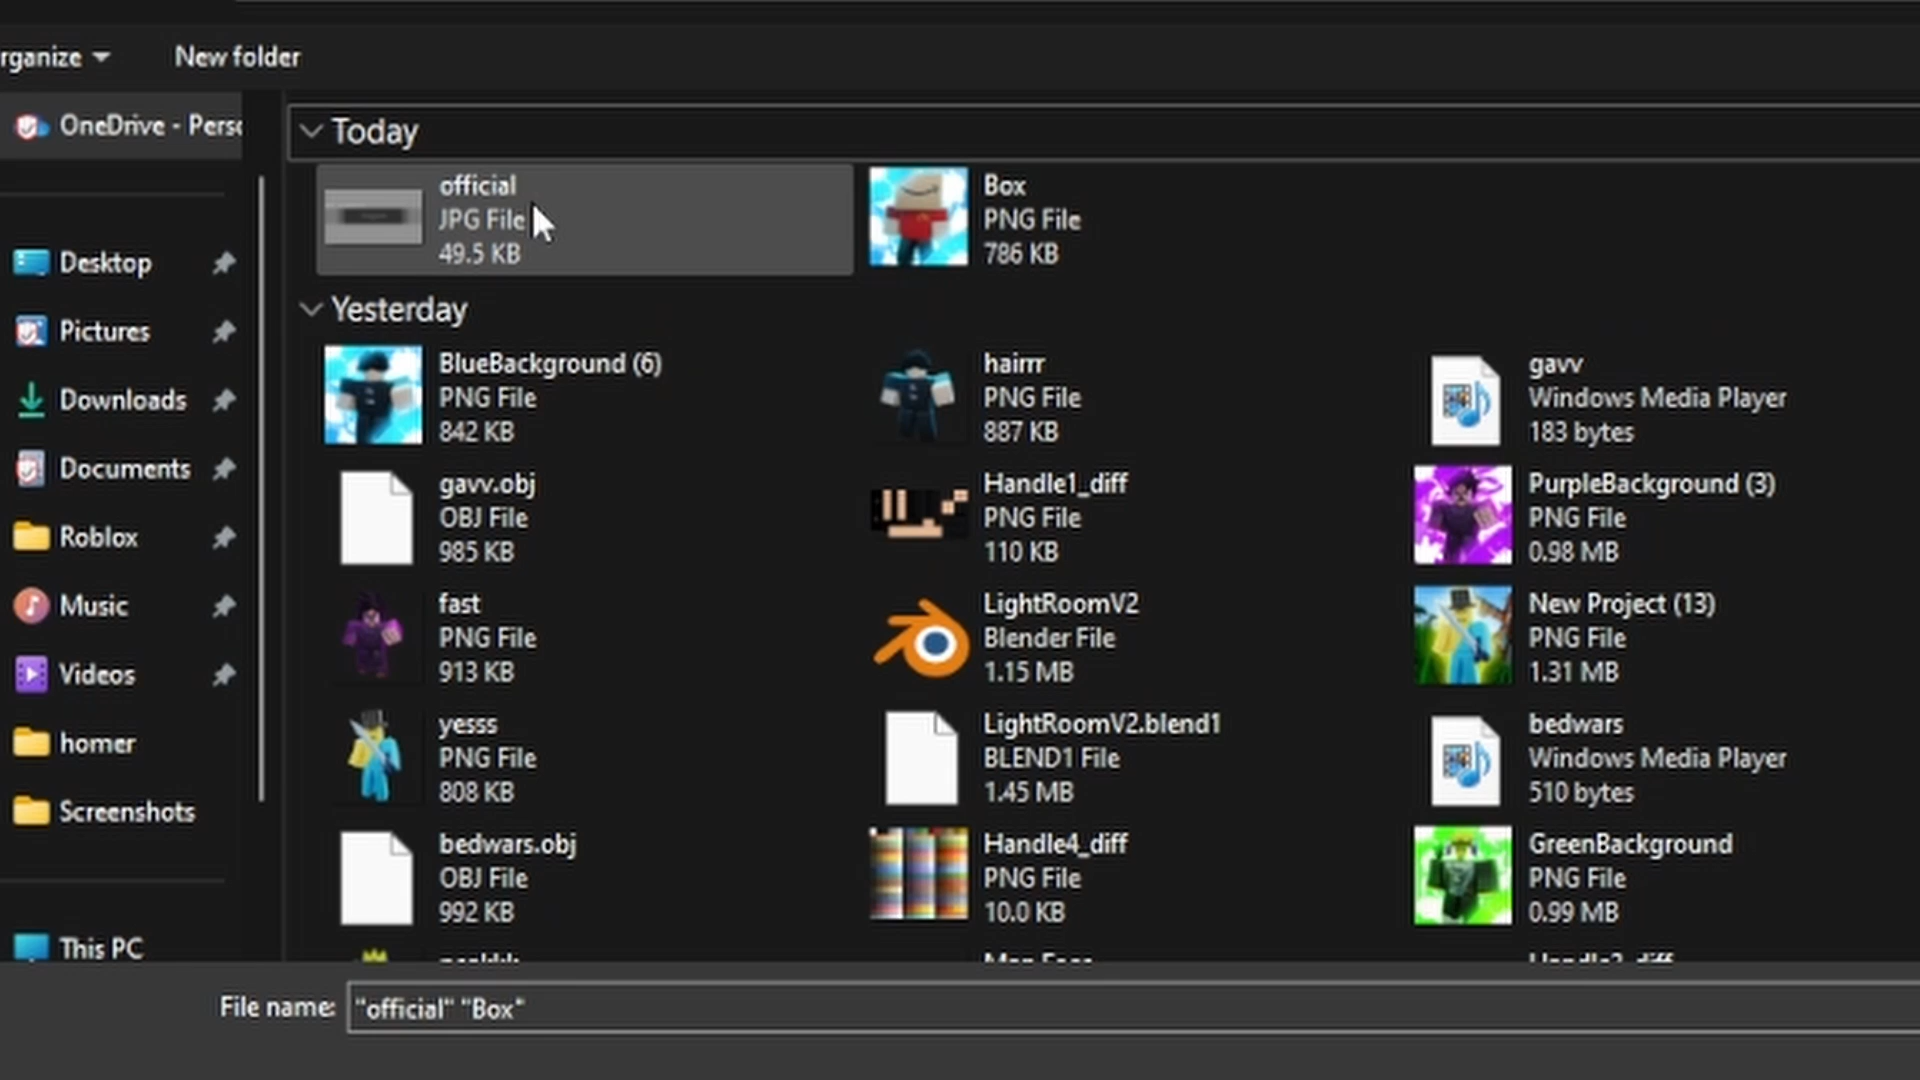 rganize
New folder
OneDrive - Perso
Desktop
Pictures
Downloads
Documents
Roblox
Music
Videos
homer
Screenshots
This PC
Today
official
JPG File
49.5 KB
Box
PNG File
786 KB
Yesterday
BlueBackground (6)
PNG File
842 KB
hairrr
PNG File
887 KB
gavv
Windows Media Player
183 bytes
gavv.obj
OBJ File
985 KB
Handle1_diff
PNG File
110 KB
PurpleBackground (3)
PNG File
0.98 MB
fast
PNG File
913 KB
LightRoomV2
Blender File
1.15 MB
New Project (13)
PNG File
1.31 MB
yesss
PNG File
808 KB
LightRoomV2.blend1
BLEND1 File
1.45 MB
bedwars
Windows Media Player
510 bytes
bedwars.obj
OBJ File
992 KB
Handle4_diff
PNG File
10.0 KB
GreenBackground
PNG File
0.99 MB
File name:
"official" "Box"